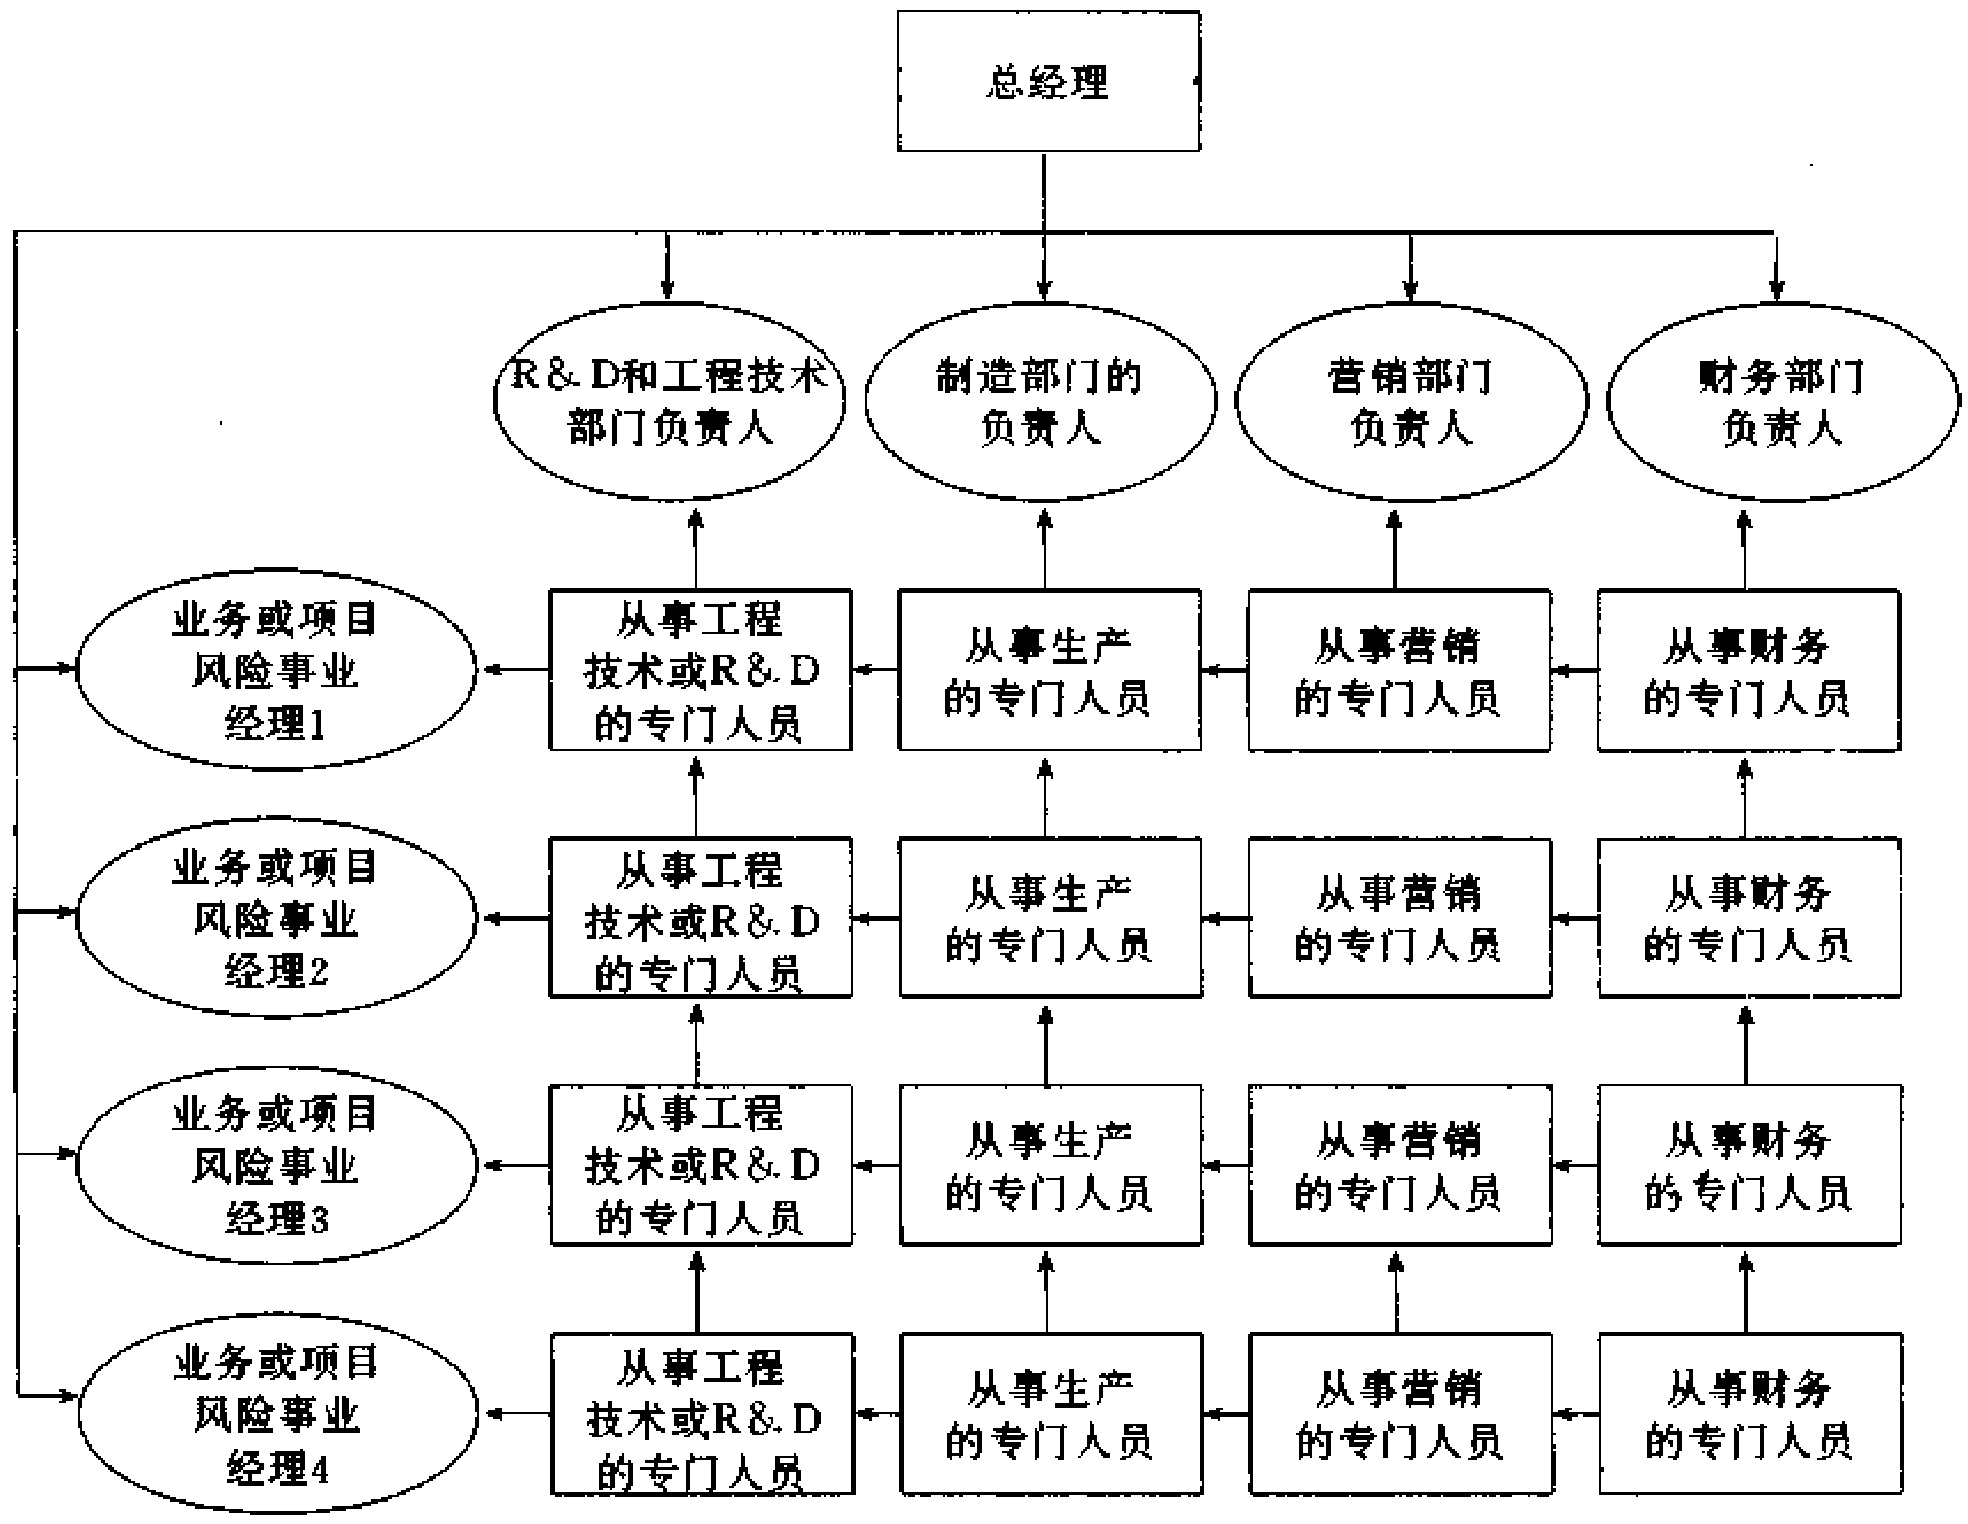 总经理
R&D和工程技术
部门负责人
制造部门的
负责人
营销部门
负责人
财务部门
负责人
业务或项目
风险事业
经理1
从事工程
技术或R&D
的专门人员
从事生产
的专门人员
从事营销
的专门人员
从事财务
的专门人员
业务或项目
风险事业
经理2
从事工程
技术或R&D
的专门人员
从事生产
的专门人员
从事营销
的专门人员
从事财务
的专门人员
业务或项目
风险事业
经理3
从事工程
技术或R&D
的专门人员
从事生产
的专门人员
从事营销
的专门人员
从事财务
的专门人员
业务或项目
风险事业
经理4
从事工程
技术或R&D
的专门人员
从事生产
的专门人员
从事营销
的专门人员
从事财务
的专门人员